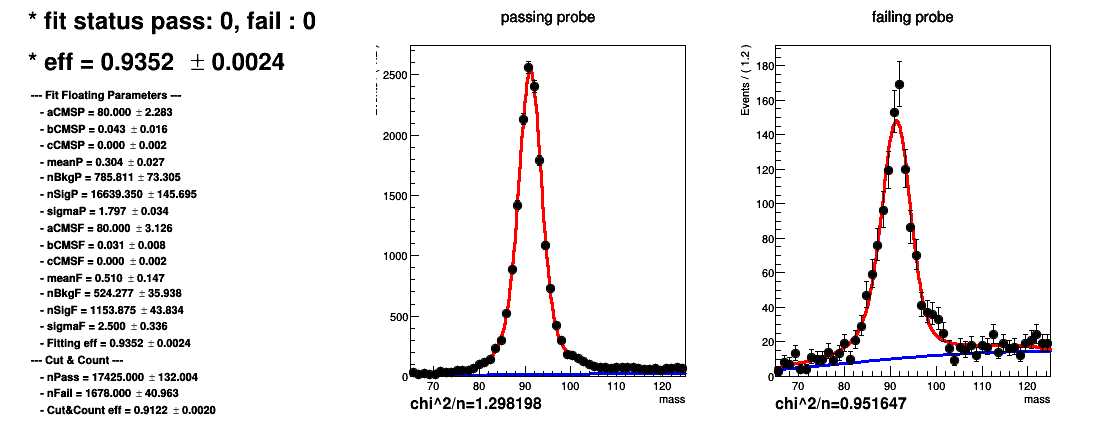 * fit status pass: 0, fail : 0
* eff = 0.9352 ± 0.0024
--- Fit Floating Parameters ---
- aCMSP = 80.000 ± 2.283
- bCMSP = 0.043 ± 0.016
- cCMSP = 0.000 ± 0.002
- meanP = 0.304 ± 0.027
- nBkgP = 785.811 ± 73.305
- nSigP = 16639.350 ± 145.695
- sigmaP = 1.797 ± 0.034
- aCMSF = 80.000 ± 3.126
- bCMSF = 0.031 ± 0.008
- cCMSF = 0.000 ± 0.002
- meanF = 0.510 ± 0.147
- nBkgF = 524.277 ± 35.938
- nSigF = 1153.875 ± 43.834
- sigmaF = 2.500 ± 0.336
- Fitting eff = 0.9352 ± 0.0024
--- Cut & Count ---
- nPass = 17425.000 ± 132.004
- nFail = 1678.000 ± 40.963
- Cut&Count eff = 0.9122 ± 0.0020
passing probe
2500
2000
1500
1000
500
0
70 80 90 100 110 120
mass
chi^2/n=1.298198
failing probe
Events / ( 1.2 )
180
160
140
120
100
80
60
40
20
0
70 80 90 100 110 120
mass
chi^2/n=0.951647